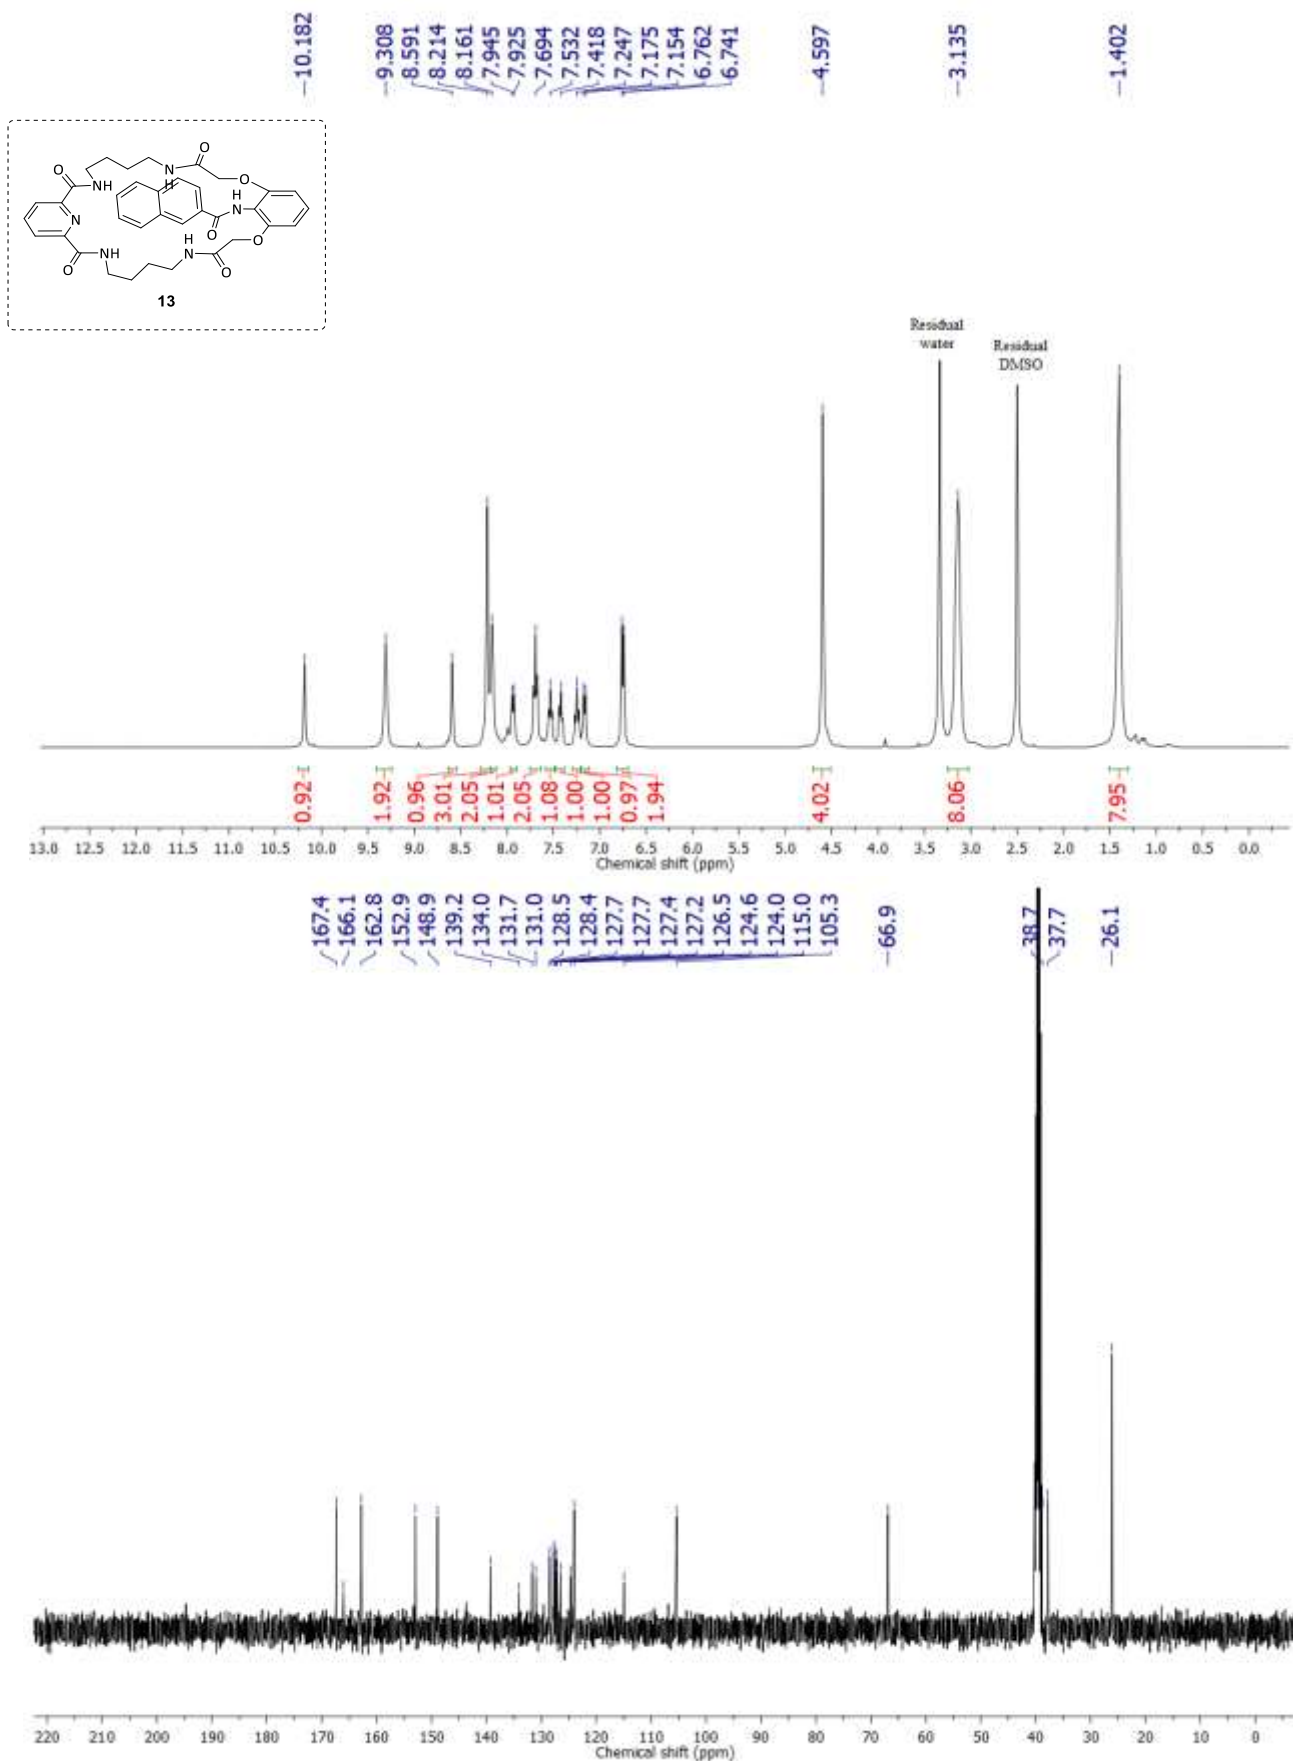 10.182
9.308
8.591
8.214
8.161
7.945
7.925
7.694
7.532
7.418
7.247
7.175
7.154
6.762
6.741
4.597
3.135
1.402
O
N
H
O
O
NH
H
N
N
O
O
NH
H
N
O
O
13
Residual
water
Residual
DMSO
0.92
1.92
0.96
3.01
2.05
1.01
2.05
1.08
1.00
1.00
0.97
1.94
4.02
8.06
7.95
13.0 12.5 12.0 11.5 11.0 10.5 10.0 9.5 9.0 8.5 8.0 7.5 7.0 6.5 6.0 5.5 5.0 4.5 4.0 3.5 3.0 2.5 2.0 1.5 1.0 0.5 0.0
Chemical shift (ppm)
167.4
166.1
162.8
152.9
148.9
139.2
134.0
131.7
131.0
128.5
128.4
127.7
127.7
127.4
127.2
126.5
124.6
124.0
115.0
105.3
66.9
38.7
37.7
26.1
220 210 200 190 180 170 160 150 140 130 120 110 100 90 80 70 60 50 40 30 20 10 0
Chemical shift (ppm)